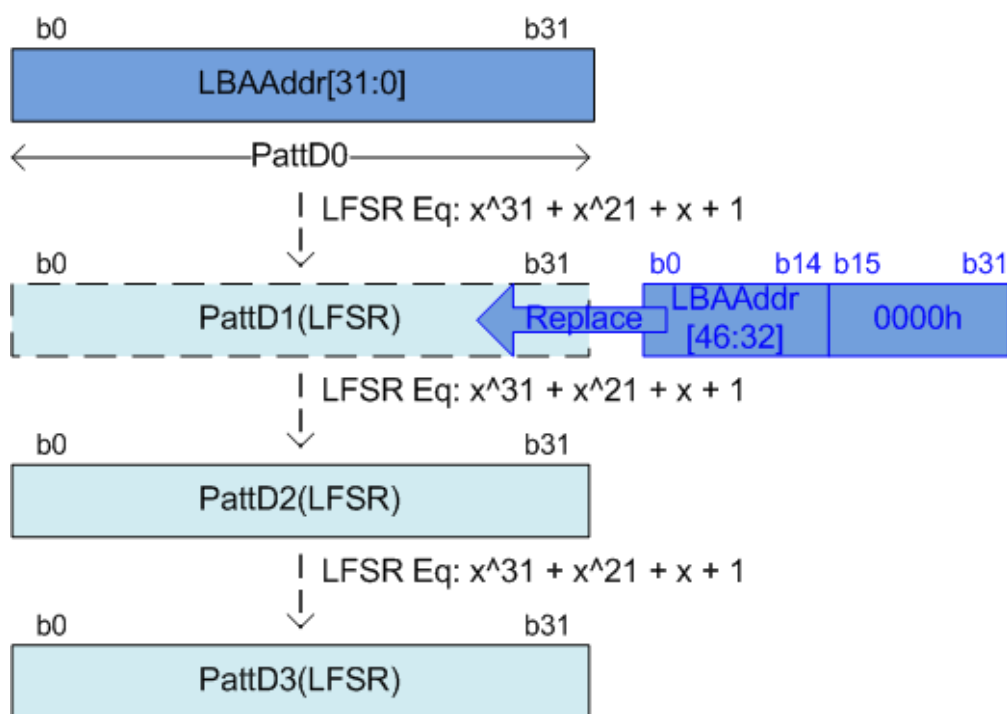 b0 b31
LBAAddr[31:0]
PattD0
LFSR Eq: x^31 + x^21 + x + 1
b0 b31 b0 b14 b15 b31
PattD1(LFSR) Replace LBAAddr 0000h
[46:32]
LFSR Eq: x^31 + x^21 + x + 1
b0 b31
PattD2(LFSR)
LFSR Eq: x^31 + x^21 + x + 1
b0 b31
PattD3(LFSR)